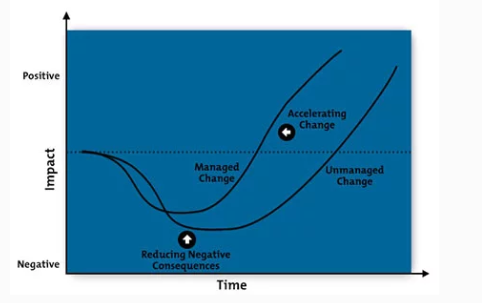 Positive
Accelerating
Change
Impact
Managed
Change
Unmanaged
Change
Reducing Negative
Consequences
Negative
Time